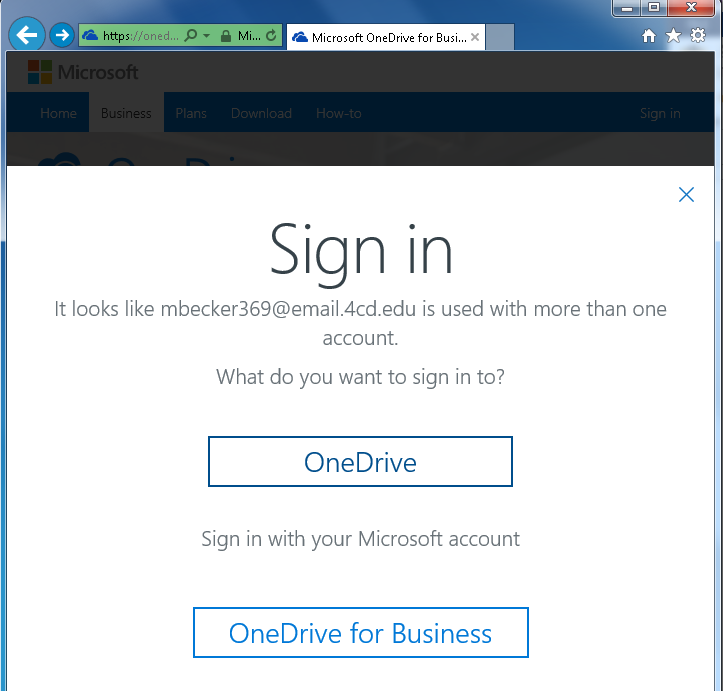 https://oned...
Mi...
Microsoft OneDrive for Busi...
Microsoft
Home
Business
Plans
Download
How-to
Sign in
Sign in
It looks like mbecker369@email.4cd.edu is used with more than one
account.
What do you want to sign in to?
OneDrive
Sign in with your Microsoft account
OneDrive for Business